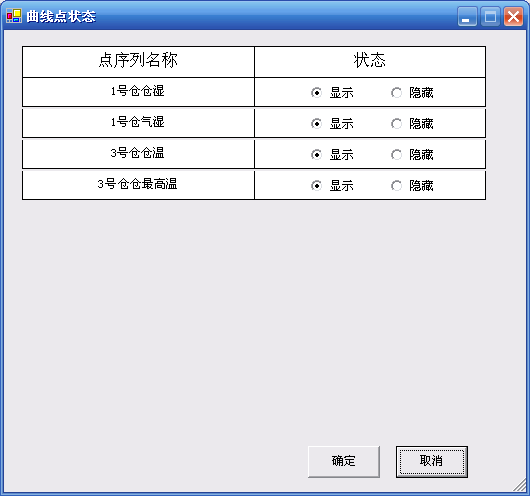 曲线点状态
点序列名称 状态
1号仓仓湿 显示 隐藏
1号仓气湿 显示 隐藏
3号仓仓温 显示 隐藏
3号仓仓最高温 显示 隐藏
确定 取消